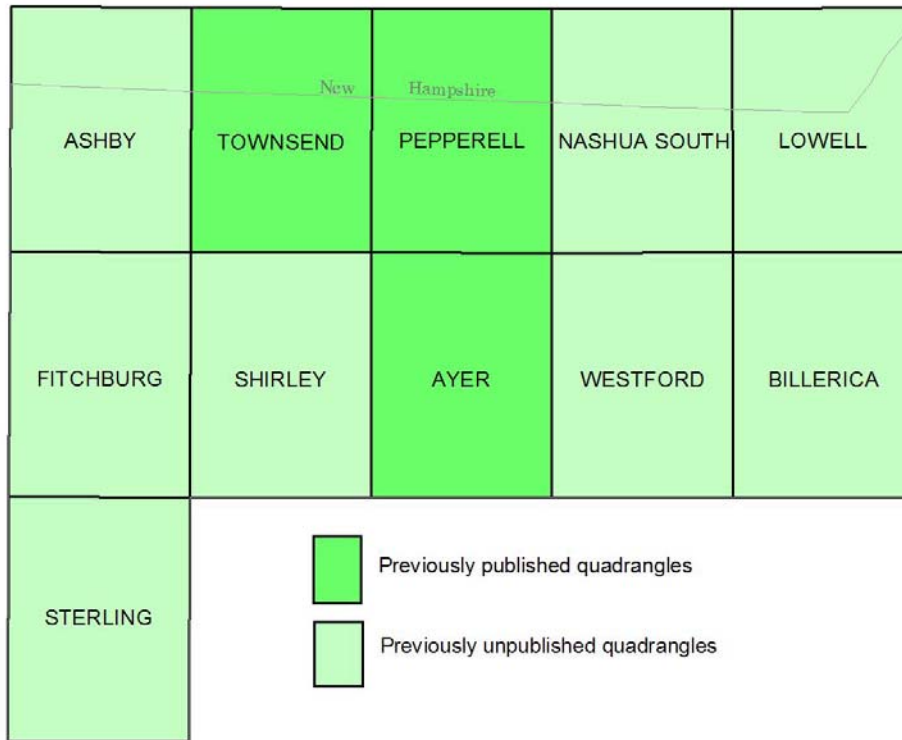 New Hampshire
ASHBY TOWNSEND PEPPERELL NASHUA SOUTH LOWELL
FITCHBURG SHIRLEY AYER WESTFORD BILLERICA
STERLING
Previously published quadrangles
Previously unpublished quadrangles